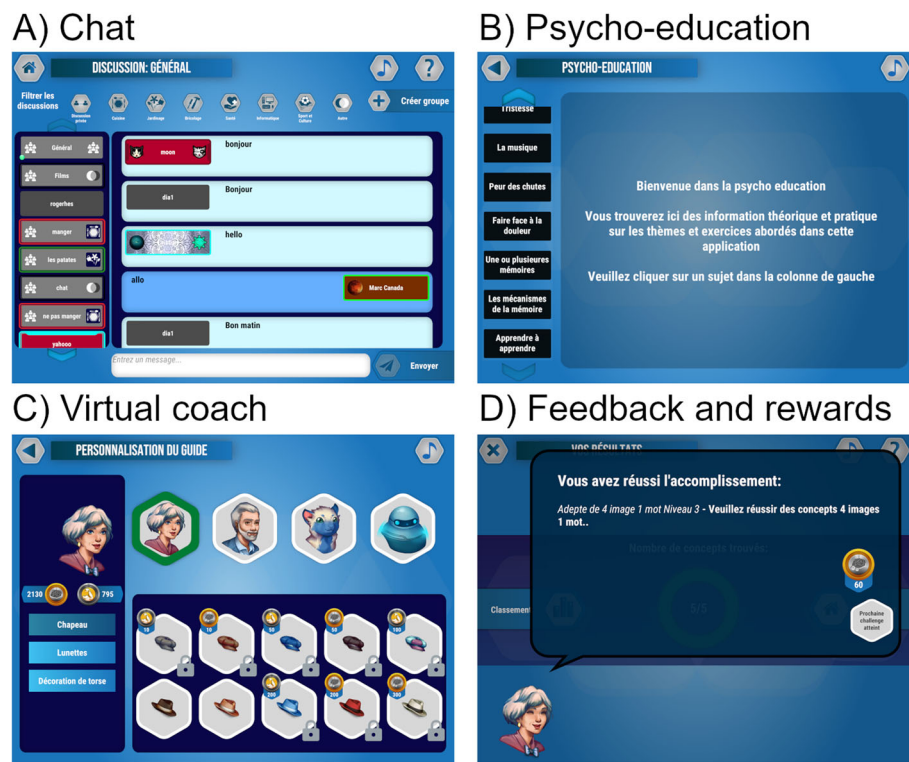 A) Chat
DISCUSSION: GÉNÉRAL
?
Filtrer les
discussions
Discussion
privée
Cuisine
Jardinage
Bricolage
Santé
Informatique
Sport et
Culture
Autre
Créer groupe
Général
Films
rogerhes
manger
les patates
chat
ne pas manger
yahooo
moon
bonjour
dia1
Bonjour
hello
allo
Marc Canada
dia1
Bon matin
Entrez un message...
Envoyer
B) Psycho-education
PSYCHO-EDUCATION
Tristesse
La musique
Peur des chutes
Faire face à la
douleur
Une ou plusieures
mémoires
Les mécanismes
de la mémoire
Apprendre à
apprendre
Bienvenue dans la psycho education
Vous trouverez ici des information théorique et pratique
sur les thèmes et exercices abordés dans cette
application
Veuillez cliquer sur un sujet dans la colonne de gauche
C) Virtual coach
PERSONNALISATION DU GUIDE
2130
795
Chapeau
Lunettes
Décoration de torse
10
10
50
50
100
200
200
300
D) Feedback and rewards
VOS RÉSULTATS
?
Vous avez réussi l'accomplissement:
Adepte de 4 image 1 mot Niveau 3 - Veuillez réussir des concepts 4 images
1 mot..
Nombre de concepts trouvés:
60
Classement
5/5
Prochaine
challenge
atteint